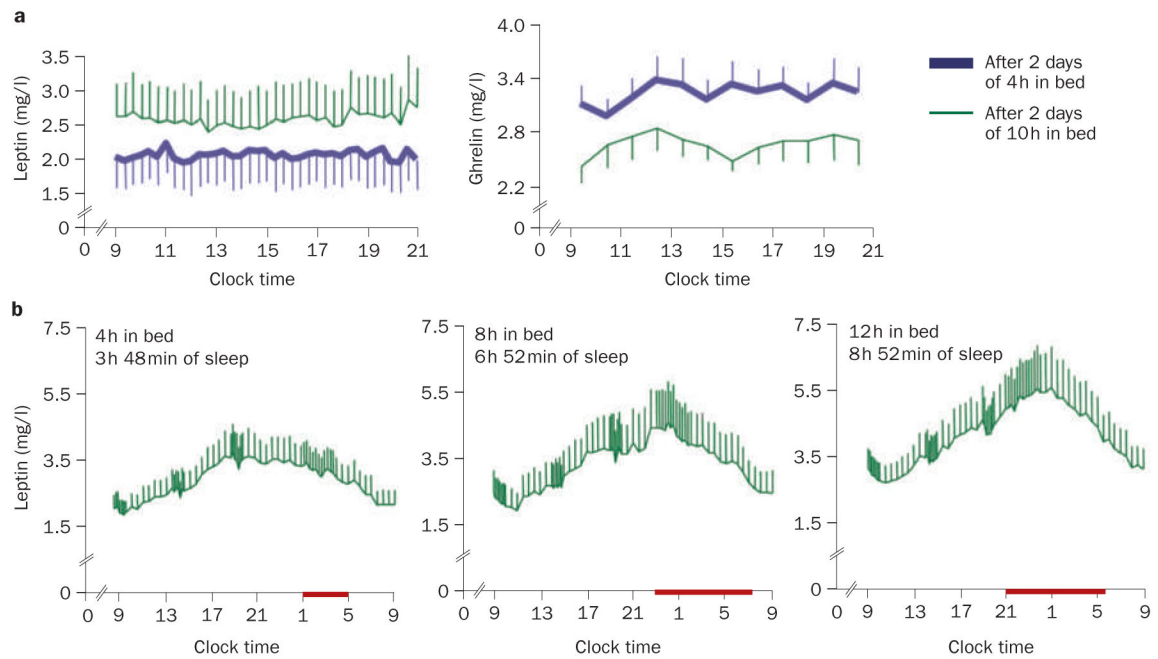 a
Leptin (mg/l)
3.5
3.0
2.5
2.0
1.5
0
0 9 11 13 15 17 19 21
Clock time
Ghrelin (mg/l)
4.0
3.4
2.8
2.2
0
0 9 11 13 15 17 19 21
Clock time
After 2 days
of 4h in bed
After 2 days
of 10h in bed
b
Leptin (mg/l)
7.5
5.5
3.5
1.5
0
4h in bed
3h 48min of sleep
0 9 13 17 21 1 5 9
Clock time
7.5
5.5
3.5
1.5
0
8h in bed
6h 52min of sleep
0 9 13 17 21 1 5 9
Clock time
7.5
5.5
3.5
1.5
0
12h in bed
8h 52min of sleep
0 9 13 17 21 1 5 9
Clock time